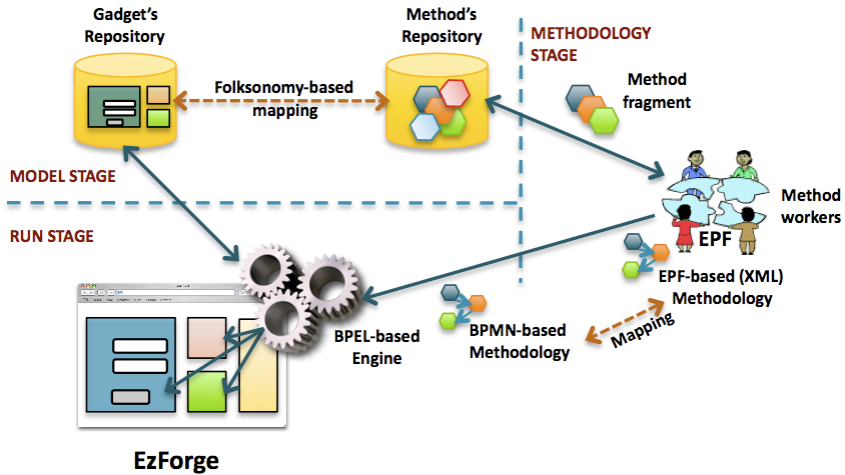 Gadget's
Repository
Method's
Repository
METHODOLOGY
STAGE
Folksonomy-based
mapping
Method
fragment
MODEL STAGE
RUN STAGE
Method
workers
EPF
EPF-based (XML)
Methodology
BPEL-based
Engine
BPMN-based
Methodology
Mapping
EzForge